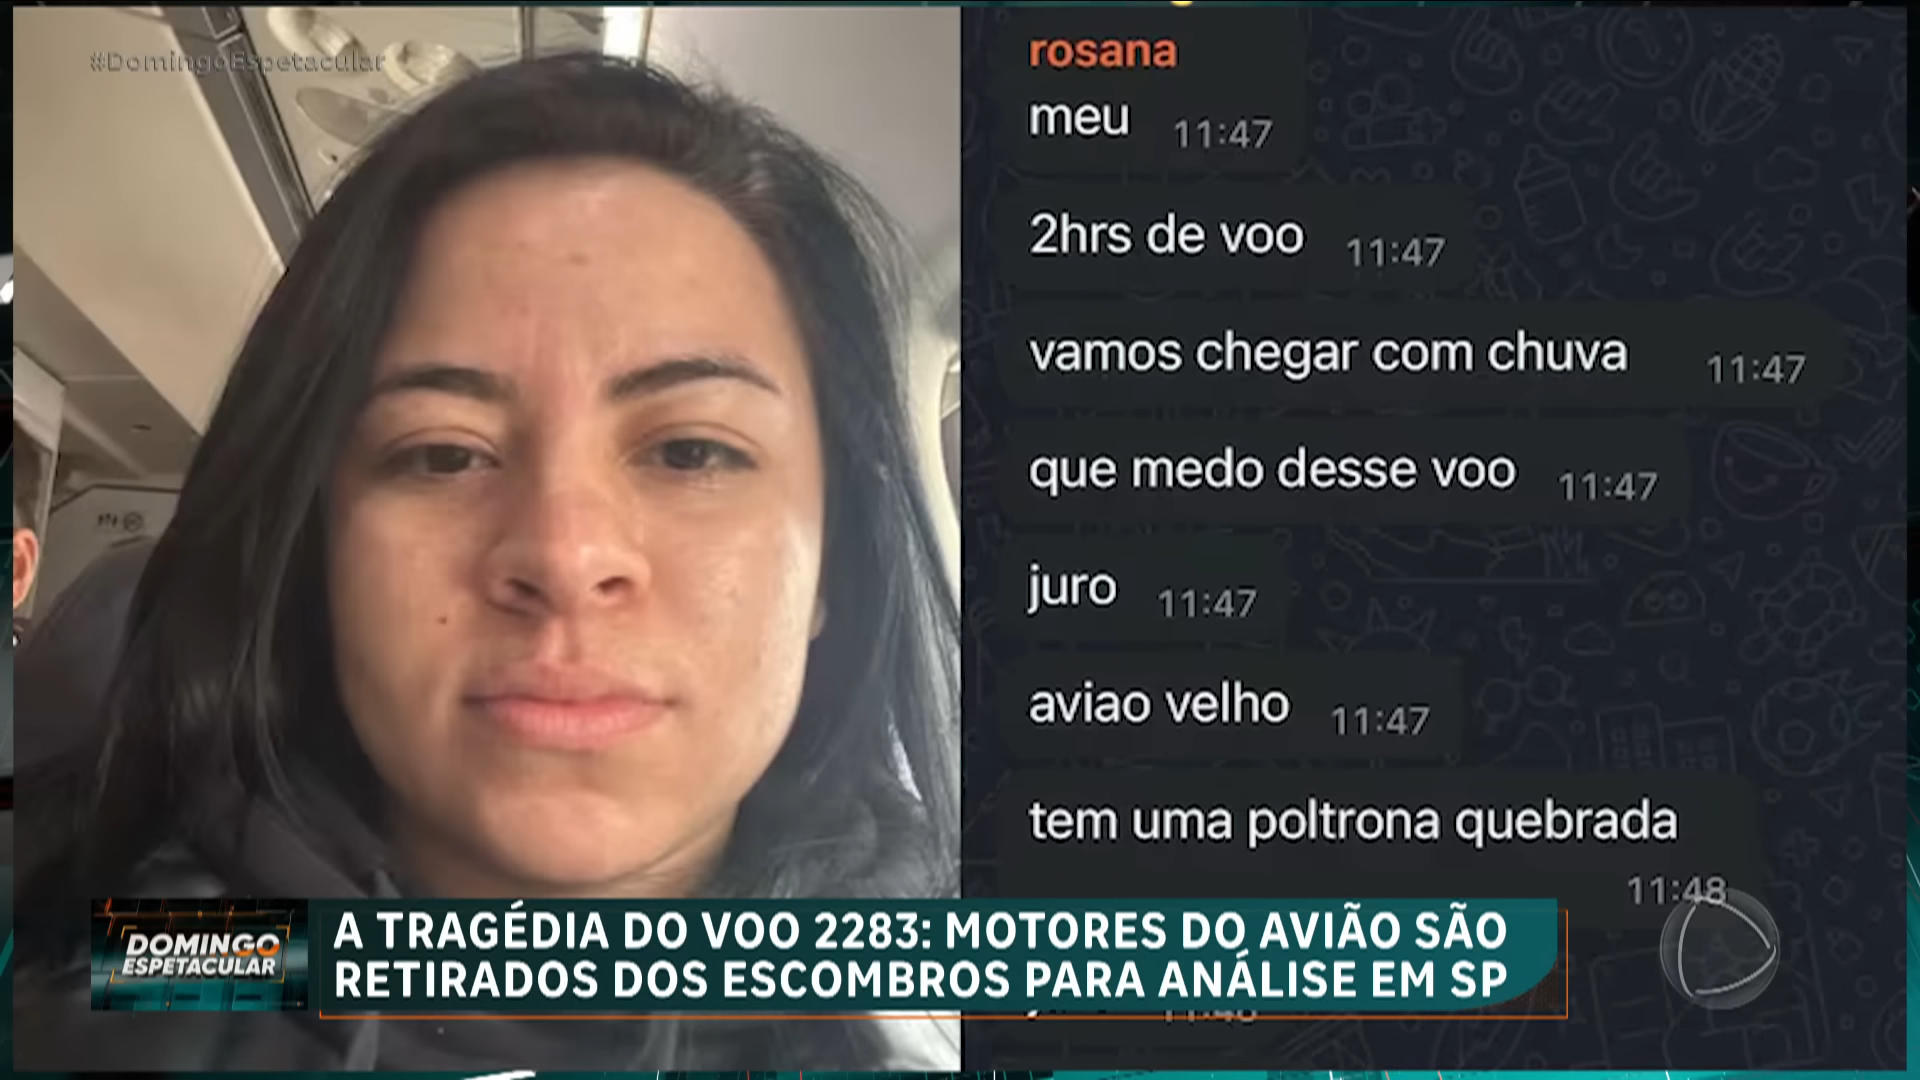 #DomingoEspetacular
rosana
meu 11:47
2hrs de voo 11:47
vamos chegar com chuva 11:47
que medo desse voo 11:47
juro 11:47
aviao velho 11:47
tem uma poltrona quebrada
11:48
DOMINGO
ESPETACULAR
A TRAGÉDIA DO VOO 2283: MOTORES DO AVIÃO SÃO
RETIRADOS DOS ESCOMBROS PARA ANÁLISE EM SP